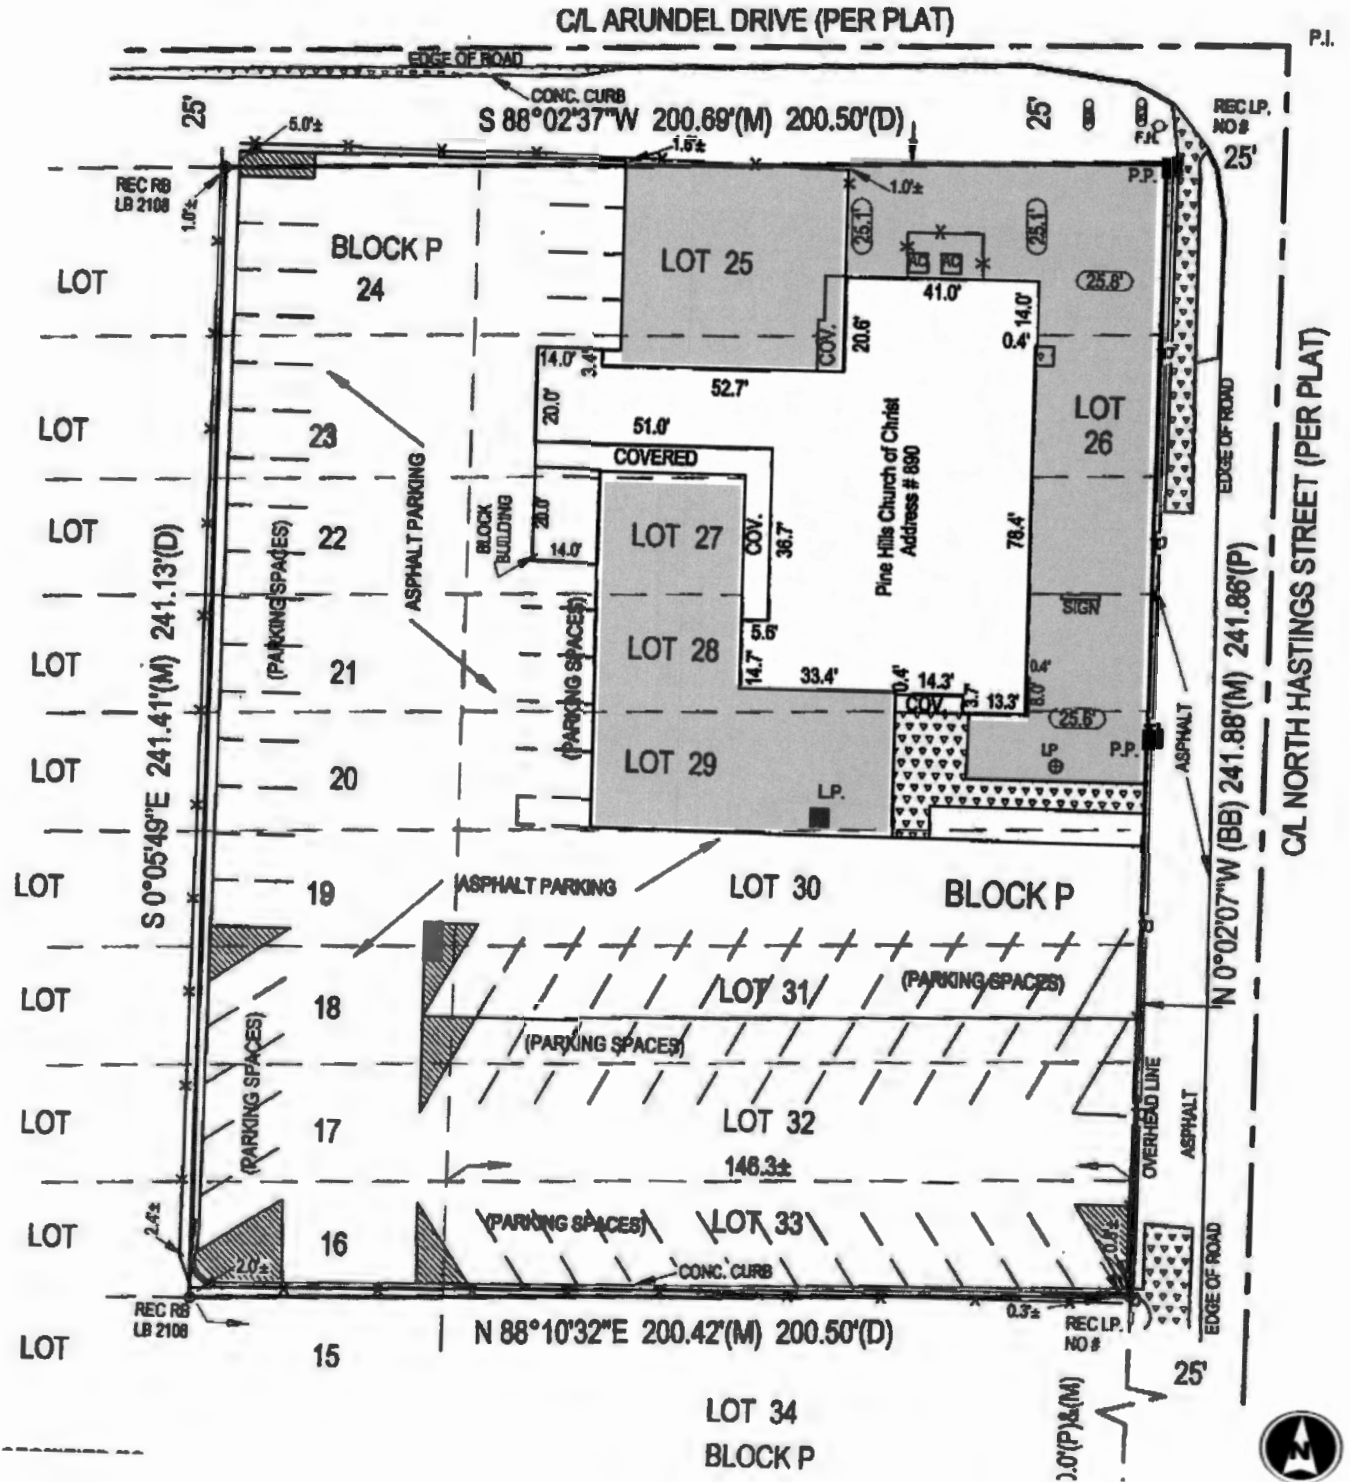 C/L ARUNDEL DRIVE (PER PLAT)
P.I.
EDGE OF ROAD
CONC. CURB
25'
5.0'±
S 88°02'37"W 200.69'(M) 200.50'(D)
25'
F.H.
REC I.P.
NO #
25'
1.6'±
P.P.
REC RB
LB 2108
1.0'±
1.0'±
25.1'
25.1'
BLOCK P
24
LOT
LOT 25
25.8'
41.0'
14.0'
COV.
20.6'
0.4'
14.0'
3.4'
52.7'
20.0'
51.0'
COVERED
LOT
23
LOT
26
EDGE OF ROAD
C/L NORTH HASTINGS STREET (PER PLAT)
Pine Hills Church of Christ
Address # 890
ASPHALT PARKING
BLOCK
BUILDING
20.0'
14.0'
LOT
22
LOT 27
COV.
36.7'
78.4'
(PARKING SPACES)
(PARKING SPACES)
SIGN
5.6'
LOT
21
LOT 28
14.7'
33.4'
0.4'
14.3'
COV.
3.7'
13.3'
0.4'
8.0'
25.6'
LP
P.P.
ASPHALT
S 0°05'49"E 241.41'(M) 241.13'(D)
N 0°02'07"W (BB) 241.88'(M) 241.86'(P)
LOT
20
LOT 29
L.P.
LOT
19
ASPHALT PARKING
LOT 30
BLOCK P
LOT
18
LOT 31
(PARKING SPACES)
(PARKING SPACES)
(PARKING SPACES)
LOT
17
LOT 32
OVERHEAD LINE
ASPHALT
146.3±
2.4'±
LOT
16
(PARKING SPACES)
LOT 33
0.8'±
2.0'±
CONC. CURB
EDGE OF ROAD
REC RB
LB 2108
0.3'±
REC I.P.
NO #
N 88°10'32"E 200.42'(M) 200.50'(D)
LOT
15
25'
LOT 34
BLOCK P
0.0'(P)&(M)
N